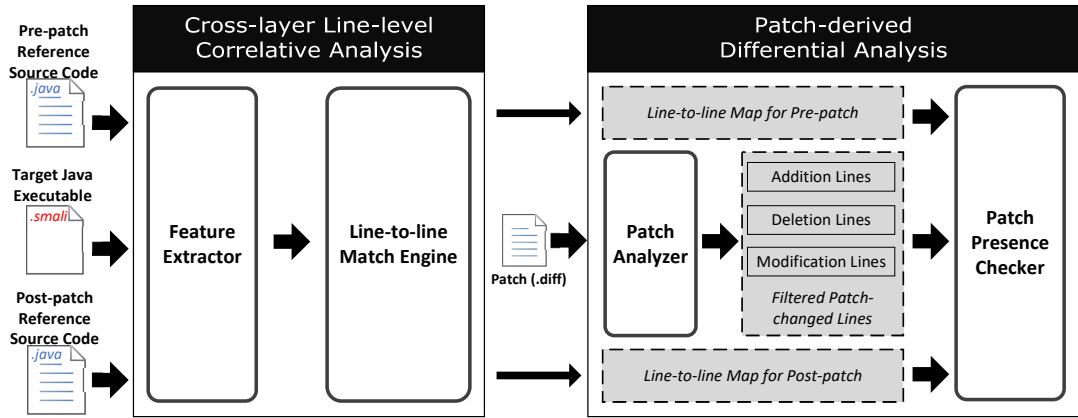 Pre-patch
Reference
Source Code
.java
Target Java
Executable
.smali
Post-patch
Reference
Source Code
.java
Cross-layer Line-level
Correlative Analysis
Feature
Extractor
Line-to-line
Match Engine
Patch (.diff)
Patch-derived
Differential Analysis
Line-to-line Map for Pre-patch
Patch
Analyzer
Addition Lines
Deletion Lines
Modification Lines
Filtered Patch-
changed Lines
Line-to-line Map for Post-patch
Patch
Presence
Checker